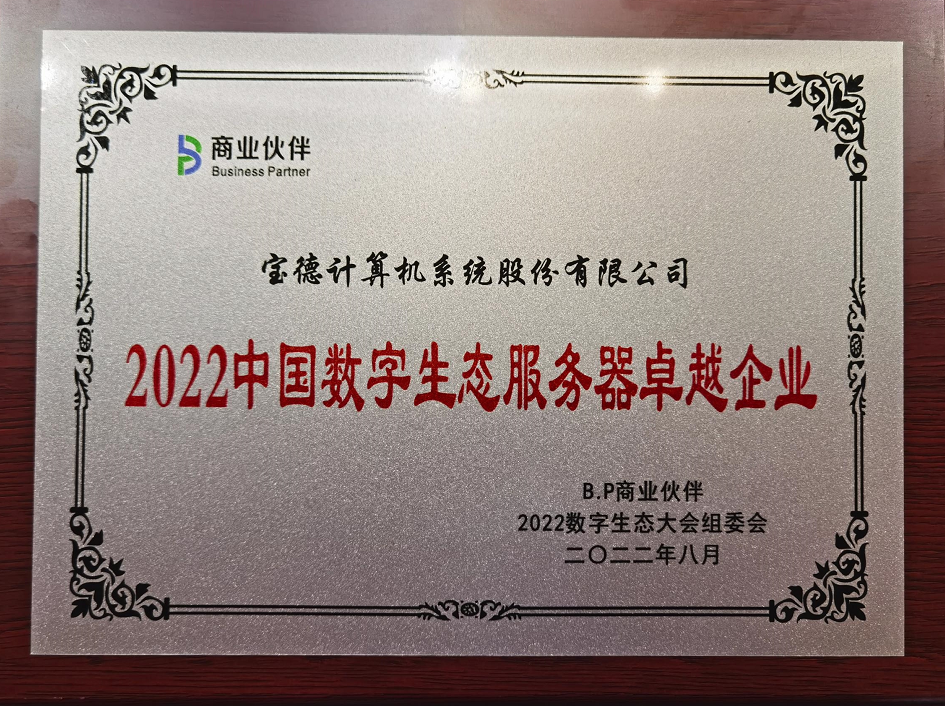 商业伙伴
Business Partner
宝德计算机系统股份有限公司
2022中国数字生态服务器卓越企业
B.P商业伙伴
2022数字生态大会组委会
二〇二二年八月